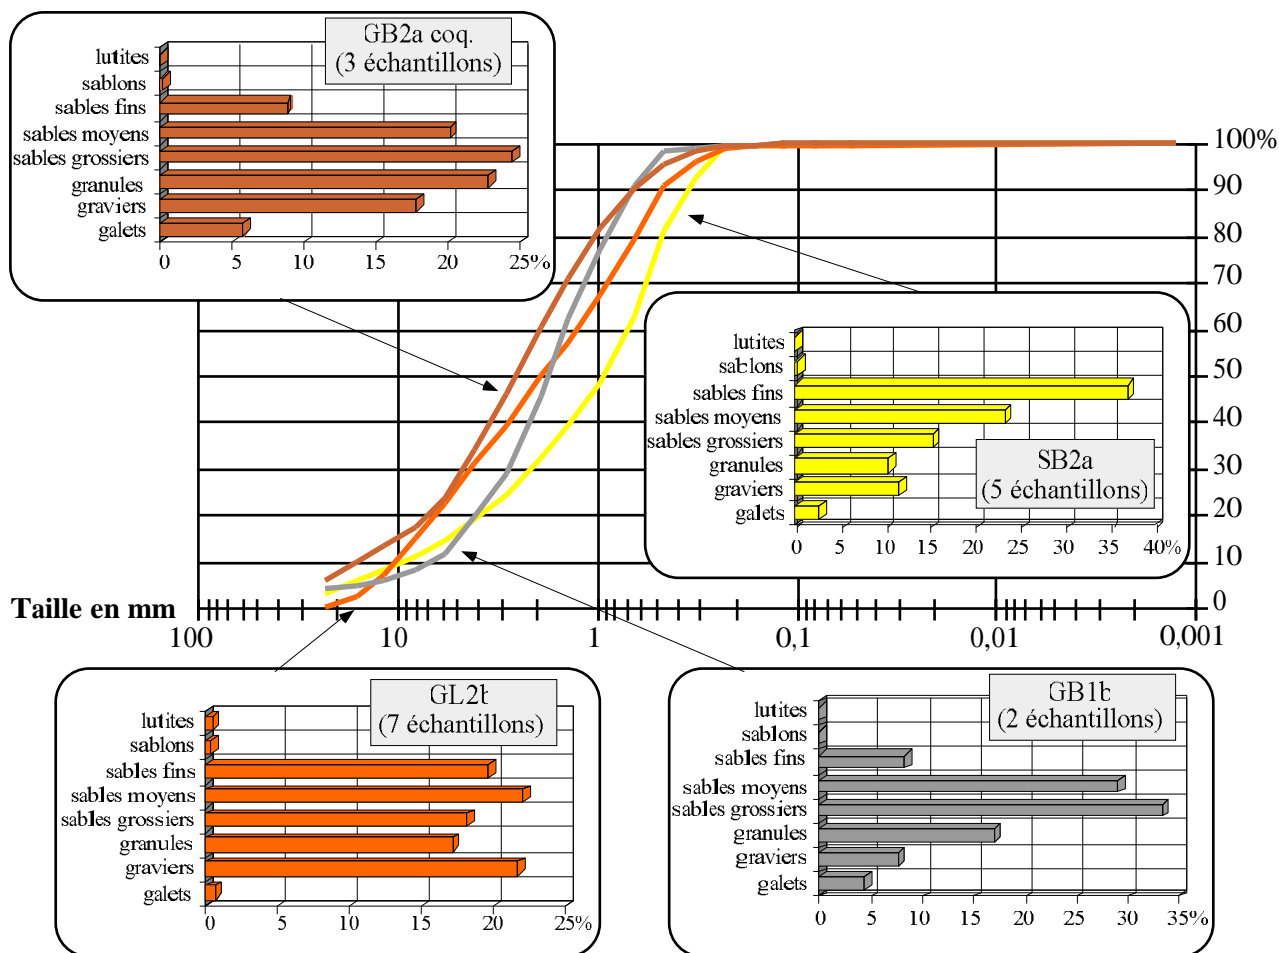 GB2a coq.
(3 échantillons)
lutites
sablons
sables fins
sables moyens
sables grossiers
granules
graviers
galets
0 5 10 15 20 25%
100%
90
80
70
60
50
40
30
20
10
0
SB2a
(5 échantillons)
lutites
sablons
sables fins
sables moyens
sables grossiers
granules
graviers
galets
0 5 10 15 20 25 30 35 40%
Taille en mm
100 10 1 0,1 0,01 0,001
GL2b
(7 échantillons)
lutites
sablons
sables fins
sables moyens
sables grossiers
granules
graviers
galets
0 5 10 15 20 25%
GB1b
(2 échantillons)
lutites
sablons
sables fins
sables moyens
sables grossiers
granules
graviers
galets
0 5 10 15 20 25 30 35%